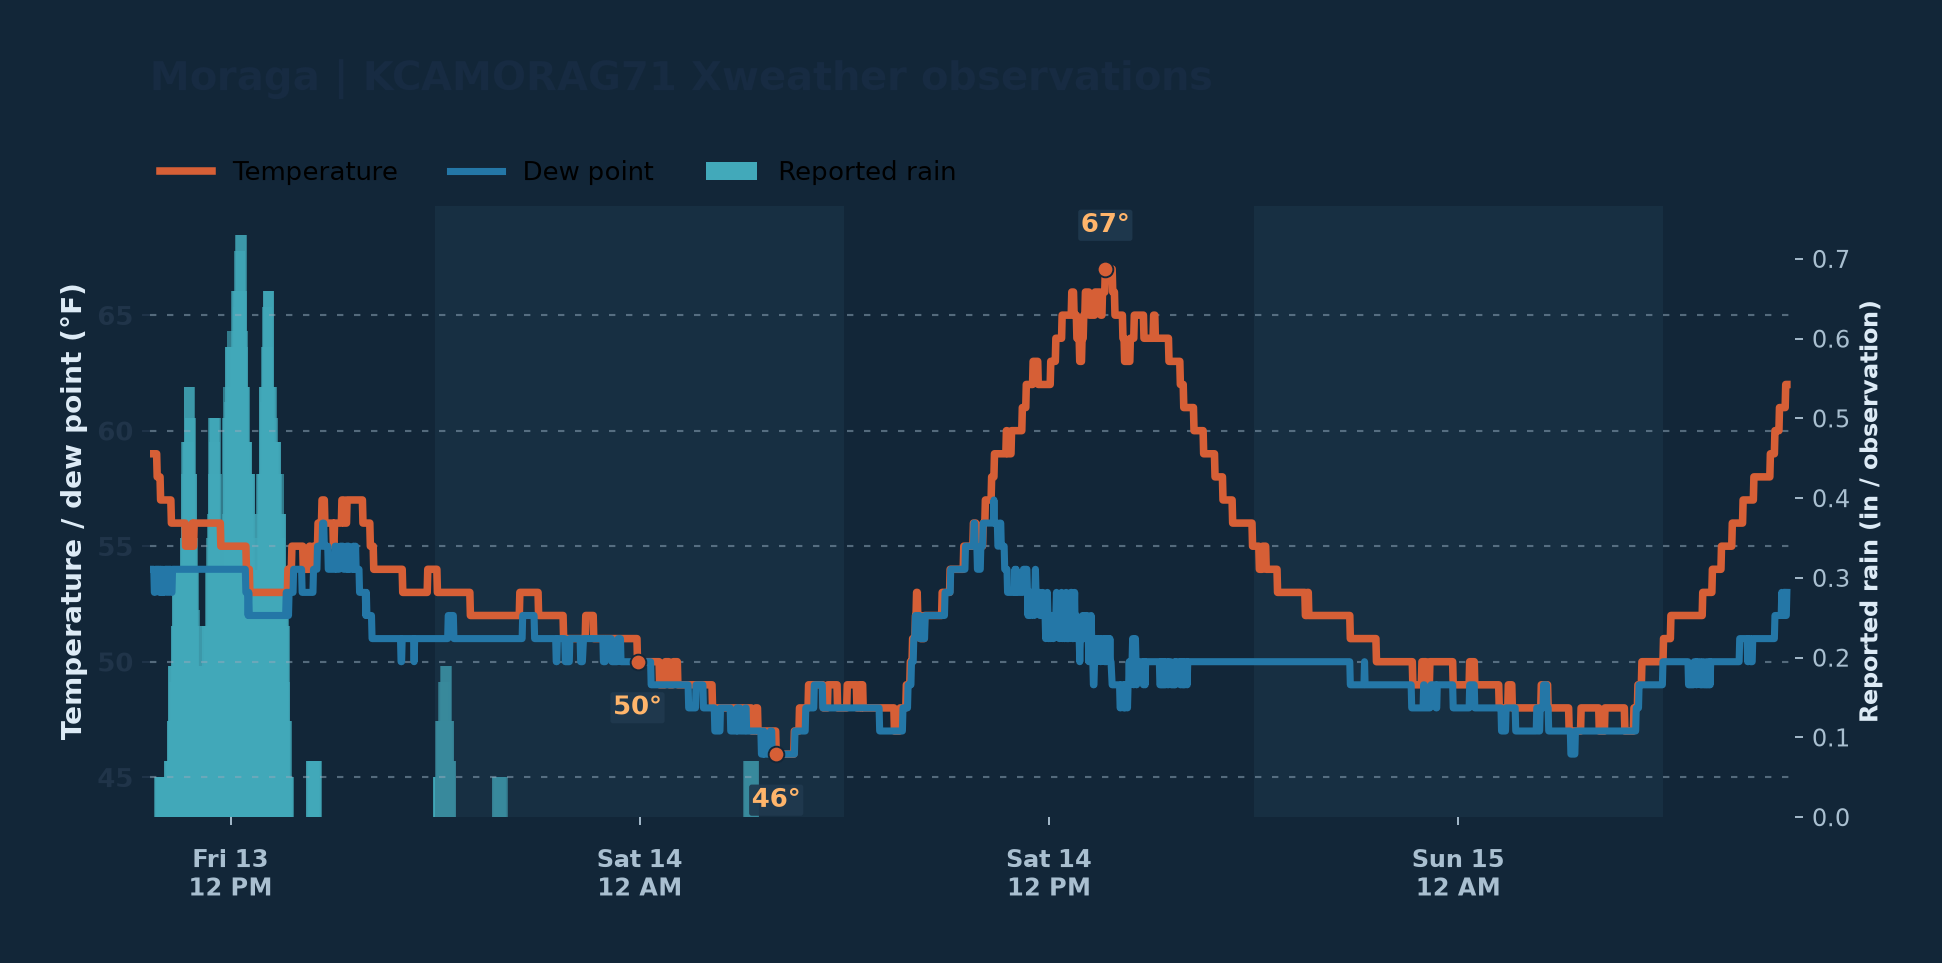 Moraga | KCAMORAG71 Xweather observations
Temperature
Dew point
Reported rain
Temperature / dew point (°F)
65
60
55
50
45
67°
50°
46°
0.7
0.6
0.5
0.4
0.3
0.2
0.1
0.0
Reported rain (in / observation)
Fri 13
12 PM
Sat 14
12 AM
Sat 14
12 PM
Sun 15
12 AM